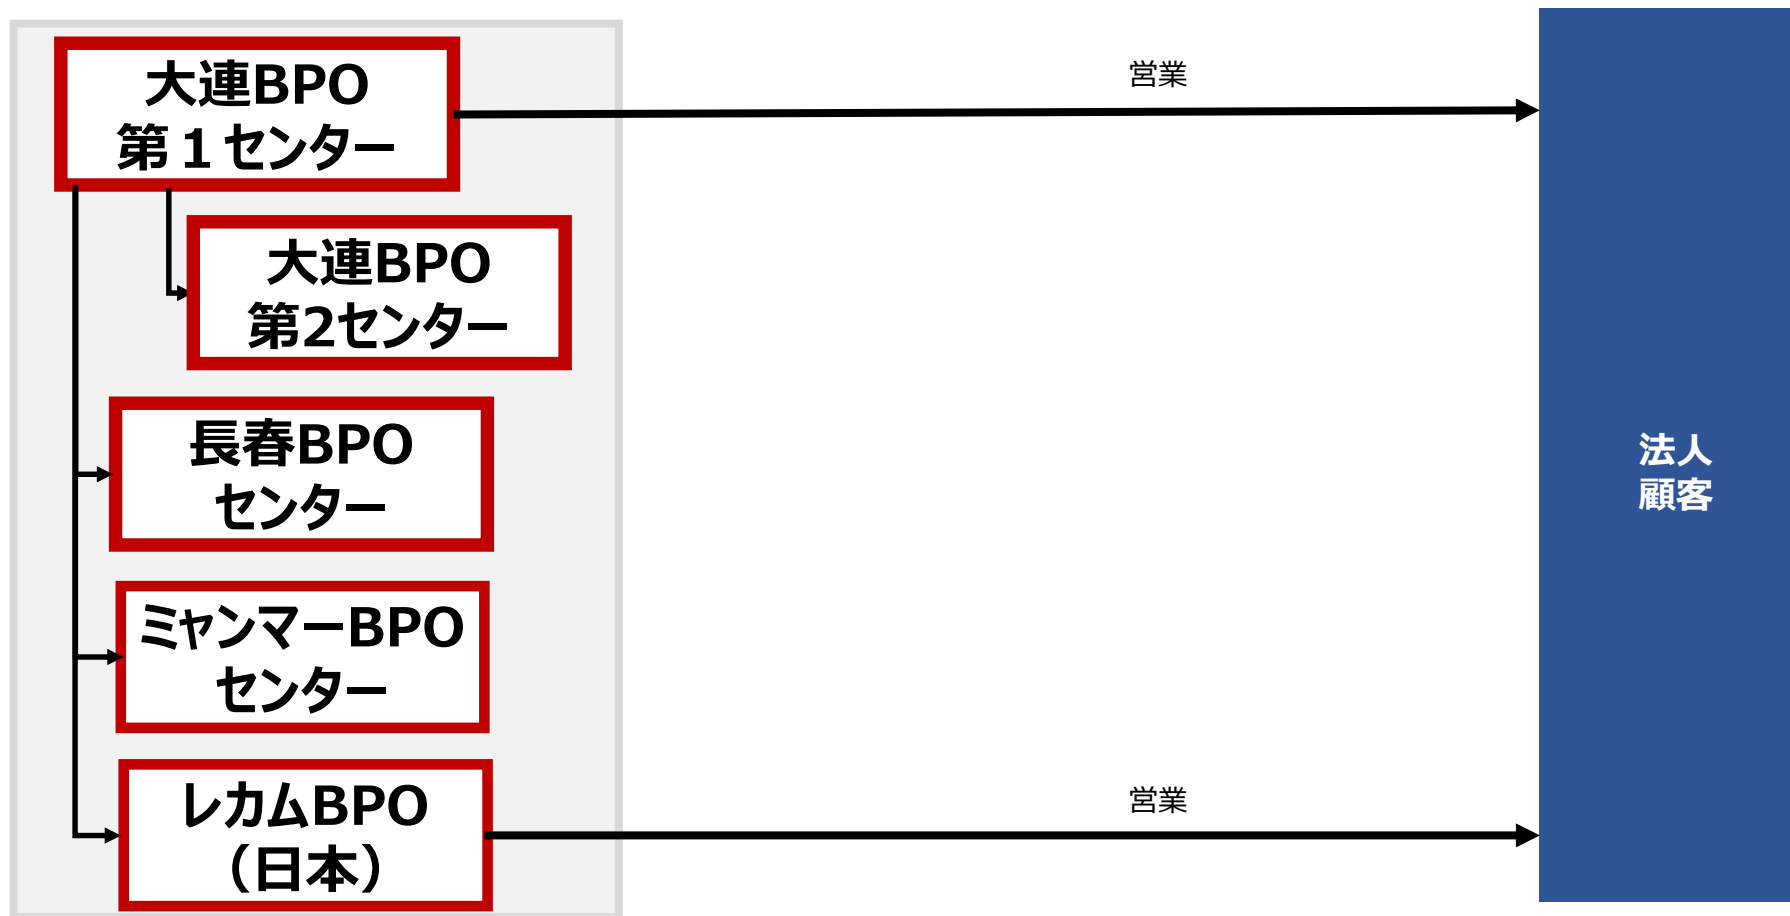 大連BPO
第１センター
営業
大連BPO
第2センター
長春BPO
センター
法人
顧客
ミャンマーBPO
センター
レカムBPO
（日本）
営業